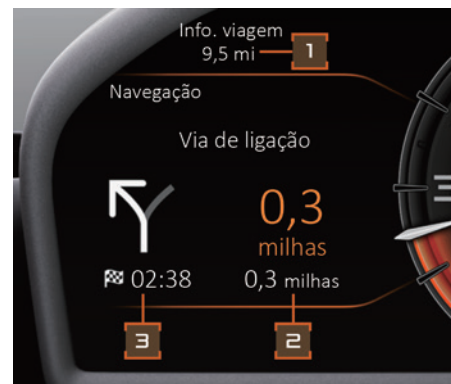 Info. viagem
9,5 mi
1
Navegação
Via de ligação
0,3
milhas
02:38
0,3 milhas
3
2